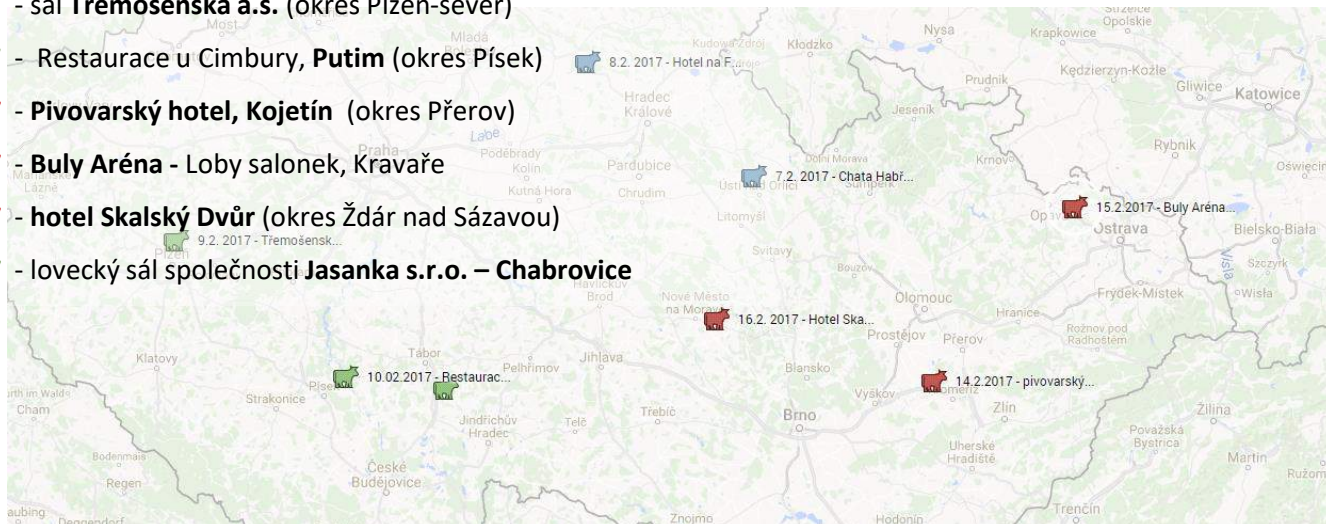 - sál Třemošenská a.s. (okres Plzeň-sever)
- Restaurace u Cimbury, Putim (okres Písek)
- Pivovarský hotel, Kojetín (okres Přerov)
- Buly Aréna - Loby salonek, Kravaře
- hotel Skalský Dvůr (okres Ždár nad Sázavou)
- lovecký sál společnosti Jasanka s.r.o. – Chabrovice
8.2. 2017 - Hotel na F...
7.2. 2017 - Chata Habř...
15.2.2017 - Buly Aréna...
9.2. 2017 - Třemošensk...
16.2. 2017 - Hotel Ska...
10.02.2017 - Restaurac...
14.2.2017 - pivovarský...
Most
Mladá
Kłodzko
Nysa
Strzelce
Opolskie
Krapkowice
Kędzierzyn-Koźle
Prudnik
Gliwice
Katowice
Hradec
Králové
Jeseník
Rybnik
Oświęcim
Praha
Labe
Poděbrady
Kolín
Kutná Hora
Pardubice
Chrudim
Dolní Morava
Ústí nad Orlicí
Šumperk
Krnov
Litomyšl
Ostrava
Bielsko-Biała
Plzeň
Svitavy
Bouzov
Szczyrk
Wisła
Havlíčkův
Brod
Nové Město
na Moravě
Olomouc
Hranice
Frýdek-Místek
Prostějov
Přerov
Rožnov pod
Radhoštěm
Klatovy
Tábor
Pelhřimov
Jihlava
Blansko
Vyškov
Strakonice
Cham
Jindřichův
Hradec
Telč
Třebíč
Brno
Zlín
Žilina
Uherské
Hradiště
Považská
Bystrica
Martin
Bodenmais
Regen
České
Budějovice
Znojmo
Hodonín
Trenčín
Deggendorf